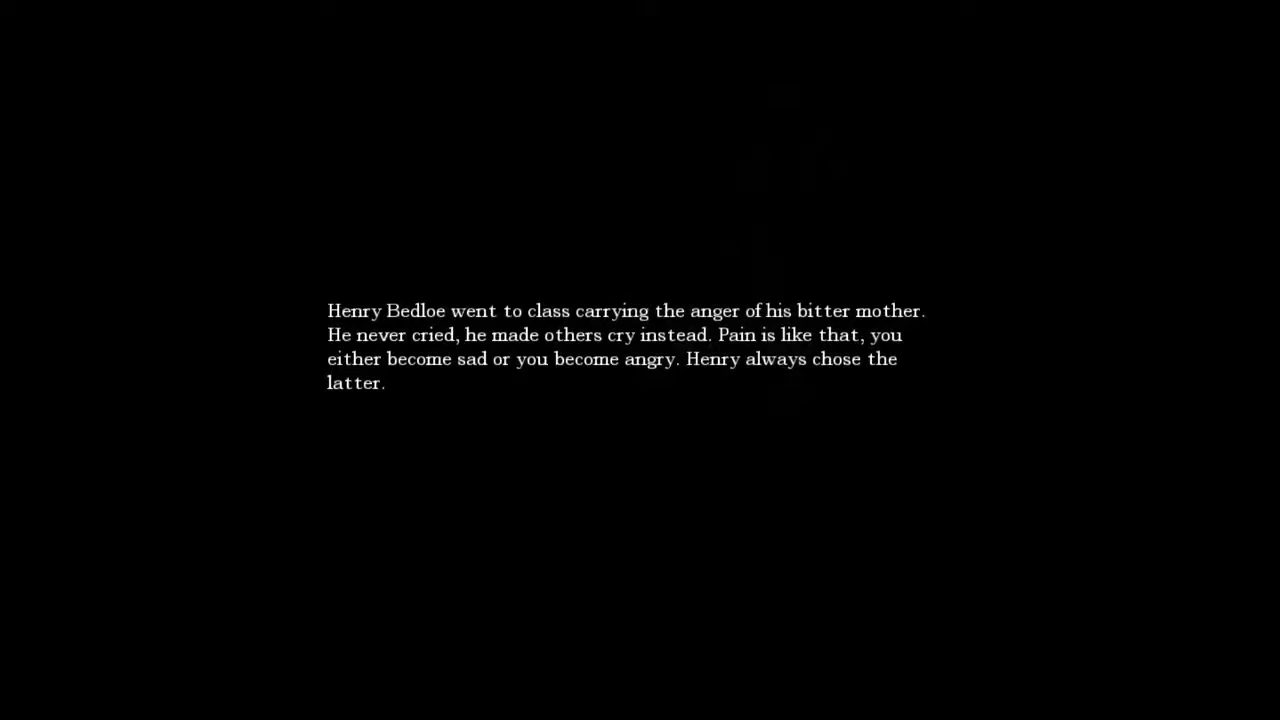 Henry Bedloe went to class carrying the anger of his bitter mother.
He never cried, he made others cry instead. Pain is like that, you
either become sad or you become angry. Henry always chose the
latter.